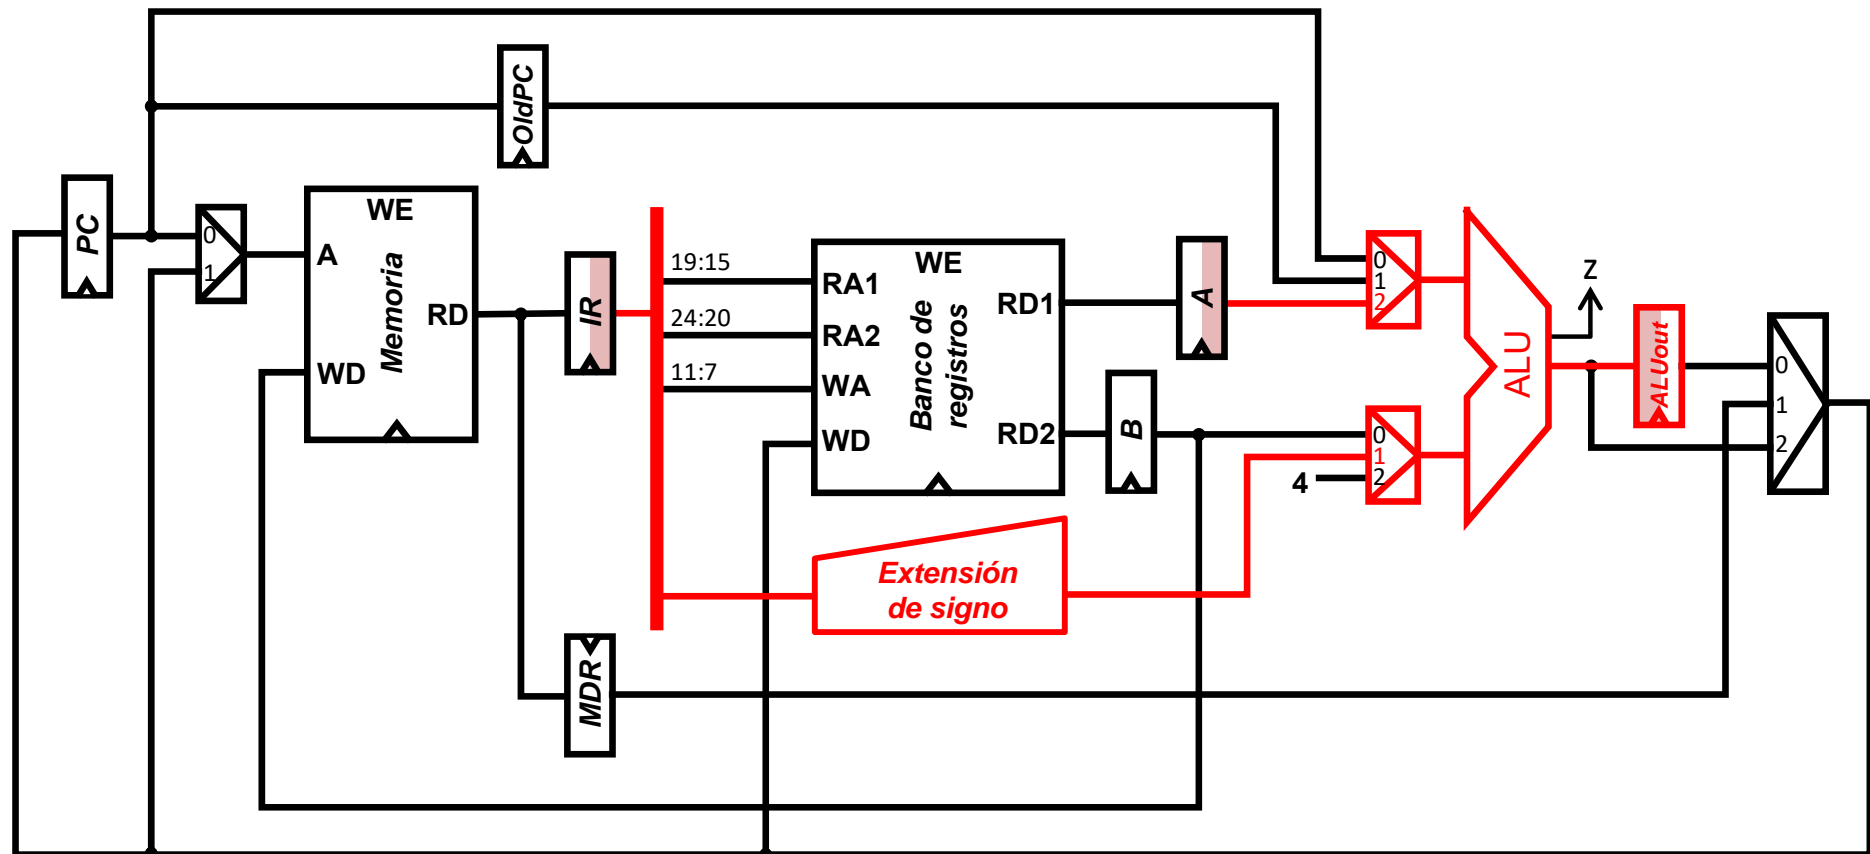 PC
0
1
WE
A
Memoria
RD
WD
OldPC
IR
MDR
19:15
24:20
11:7
WE
RA1
RA2
WA
WD
Banco de
registros
RD1
RD2
Extensión
de signo
A
B
4
0
1
2
0
1
2
ALU
Z
ALUout
0
1
2